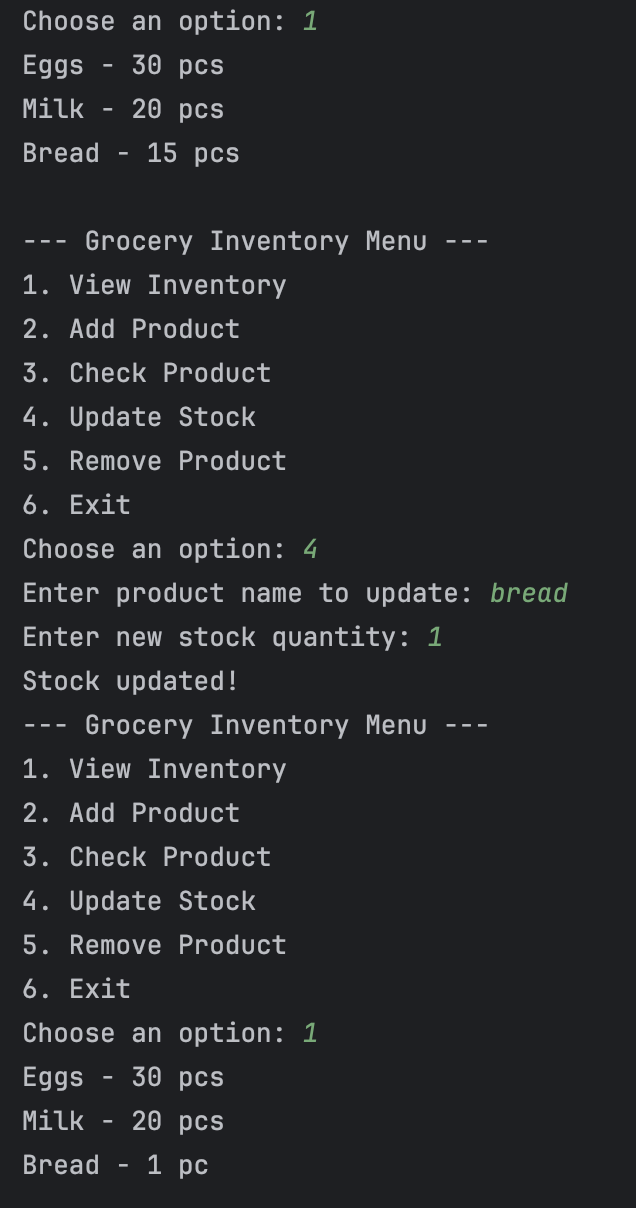 Choose an option: 1
Eggs - 30 pcs
Milk - 20 pcs
Bread - 15 pcs

--- Grocery Inventory Menu ---
1. View Inventory
2. Add Product
3. Check Product
4. Update Stock
5. Remove Product
6. Exit
Choose an option: 4
Enter product name to update: bread
Enter new stock quantity: 1
Stock updated!
--- Grocery Inventory Menu ---
1. View Inventory
2. Add Product
3. Check Product
4. Update Stock
5. Remove Product
6. Exit
Choose an option: 1
Eggs - 30 pcs
Milk - 20 pcs
Bread - 1 pc